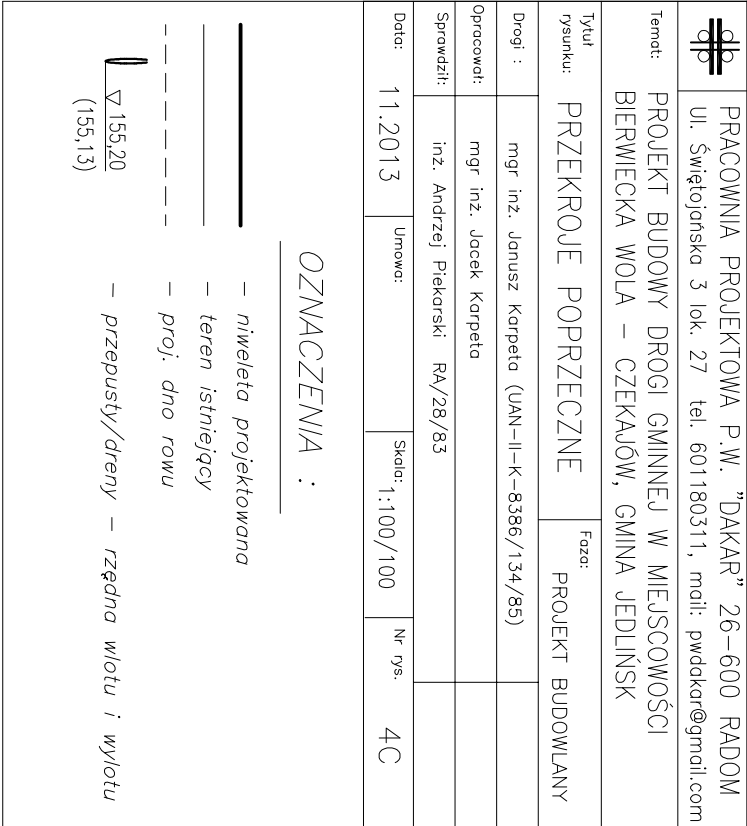 PRACOWNIA PROJEKTOWA P.W. "DAKAR" 26-600 RADOM
Ul. Świętojańska 3 lok. 27 tel. 601180311, mail: pwdakar@gmail.com
Temat:
PROJEKT BUDOWY DROGI GMINNEJ W MIEJSCOWOŚCI
BIERWIECKA WOLA - CZEKAJÓW, GMINA JEDLIŃSK
Tytuł
rysunku:
PRZEKROJE POPRZECZNE
Faza:
PROJEKT BUDOWLANY
Drogi :
mgr inż. Janusz Karpeta (UAN-II-K-8386/134/85)
Opracował:
mgr inż. Jacek Karpeta
Sprawdził:
inż. Andrzej Piekarski RA/28/83
Data:
11.2013
Umowa:
Skala:
1:100/100
Nr rys.
4C
OZNACZENIA :
- niweleta projektowana
- teren istniejący
- proj. dno rowu
155,20
(155,13)
- przepusty/dreny - rzędna wlotu i wylotu